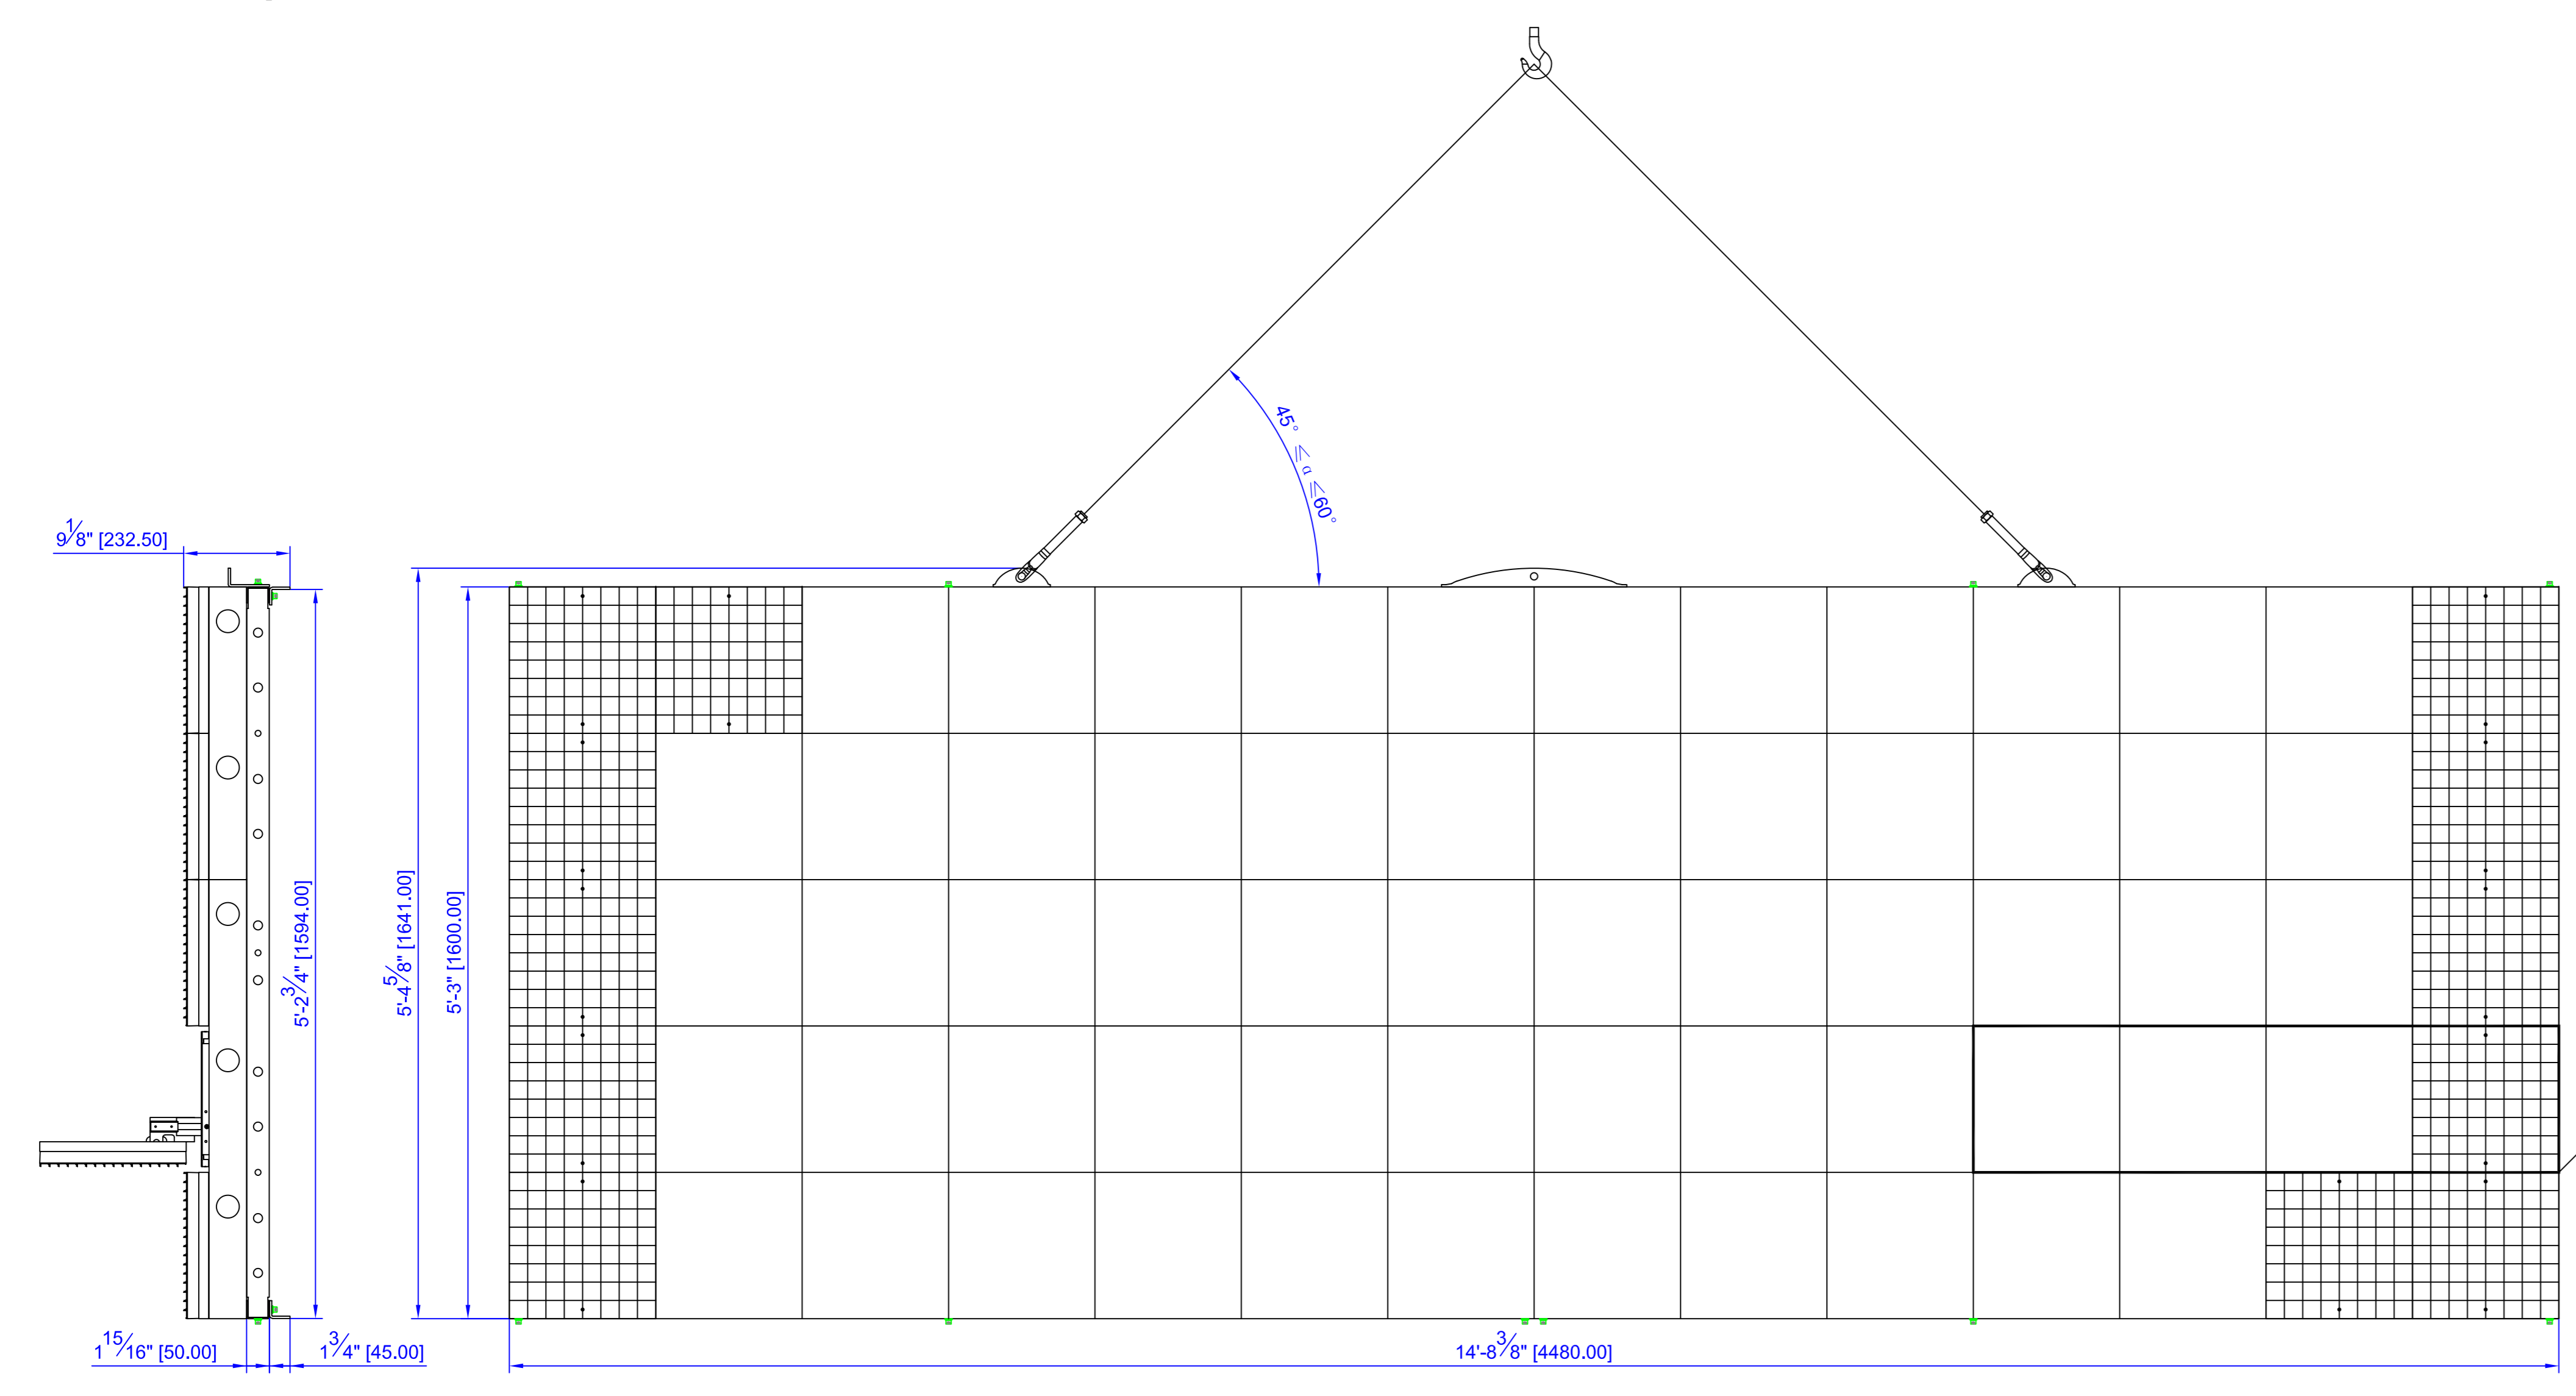 45° ≤ α ≤60°
9 1/8" [232.50]
5'-2 3/4" [1594.00]
5'-4 5/8" [1641.00]
5'-3" [1600.00]
1 15/16" [50.00]
1 3/4" [45.00]
14'-8 3/8" [4480.00]